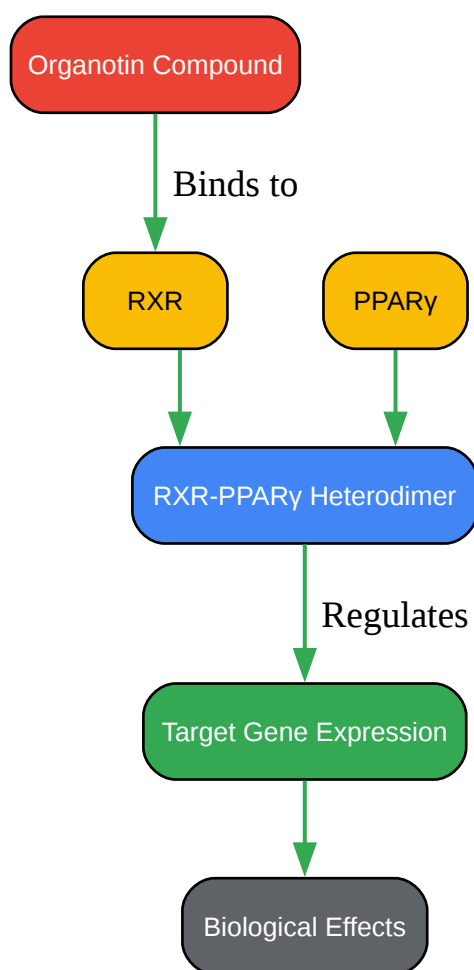 Organotin Compound
Binds to
RXR
PPARγ
RXR-PPARγ Heterodimer
Regulates
Target Gene Expression
Biological Effects